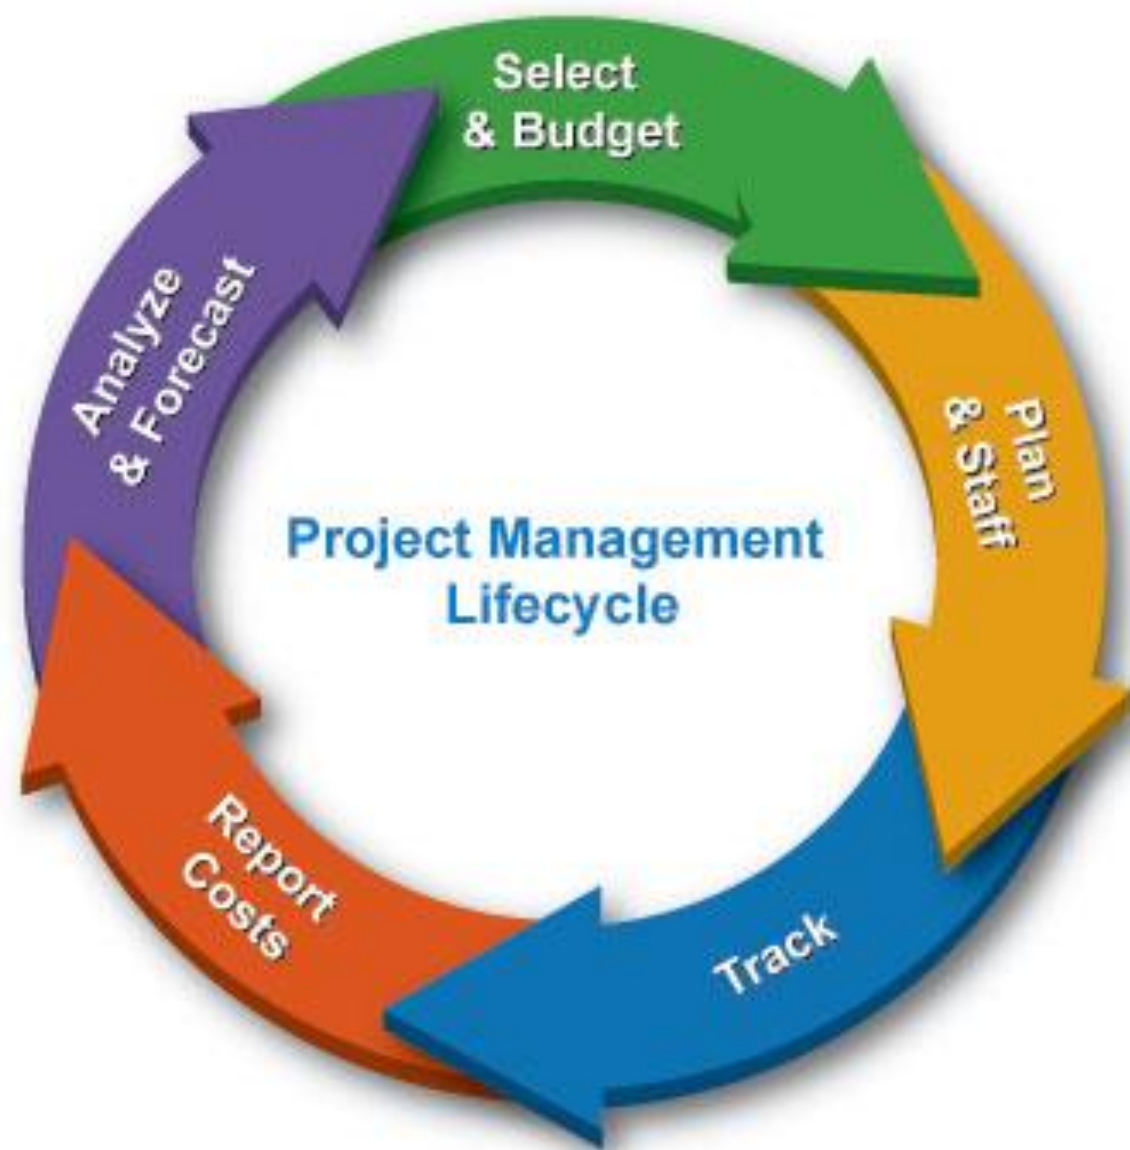 Select
& Budget
Plan
& Staff
Track
Report
Costs
Analyze
& Forecast
Project Management
Lifecycle